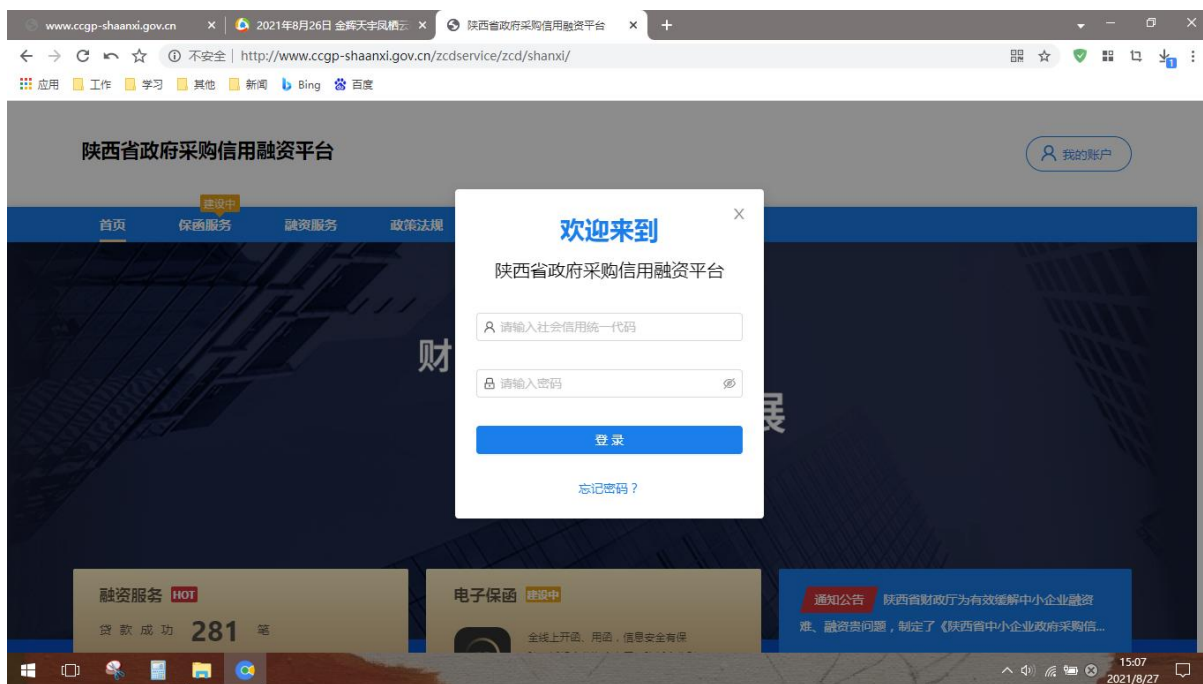 www.ccgp-shaanxi.gov.cn
2021年8月26日 金辉天宇凤栖云
陕西省政府采购信用融资平台
不安全 | http://www.ccgp-shaanxi.gov.cn/zcdservice/zcd/shanxi/
应用 工作 学习 其他 新闻 Bing 百度
陕西省政府采购信用融资平台
我的账户
建设中
首页 保函服务 融资服务 政策法规
欢迎来到
陕西省政府采购信用融资平台
请输入社会信用统一代码
财
请输入密码
展
登录
忘记密码？
融资服务 HOT
贷款成功 281 笔
电子保函 建设中
全线上开函、用函，信息安全有保
通知公告 陕西省财政厅为有效缓解中小企业融资
难、融资贵问题，制定了《陕西省中小企业政府采购信...
15:07
2021/8/27